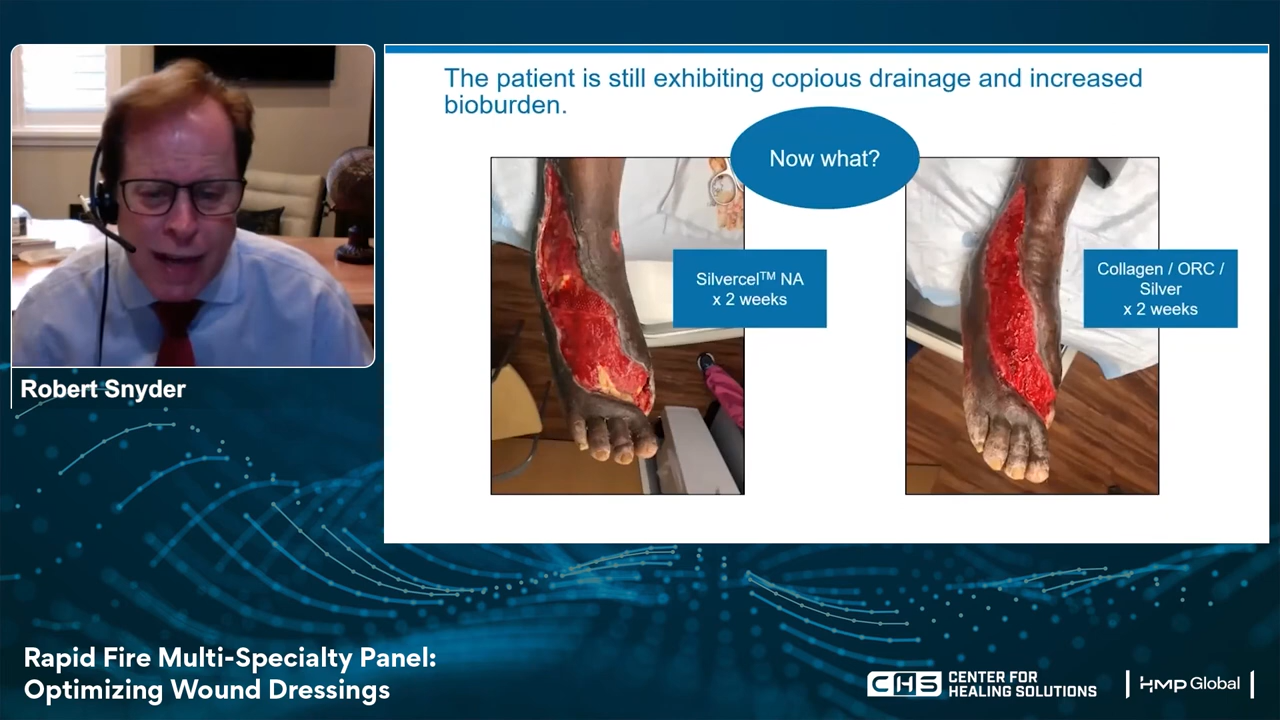 The patient is still exhibiting copious drainage and increased
bioburden.
Now what?
Silvercel™ NA
x 2 weeks
Collagen / ORC /
Silver
x 2 weeks
Robert Snyder
Rapid Fire Multi-Specialty Panel:
Optimizing Wound Dressings
CHS
CENTER FOR
HEALING SOLUTIONS
HMP Global